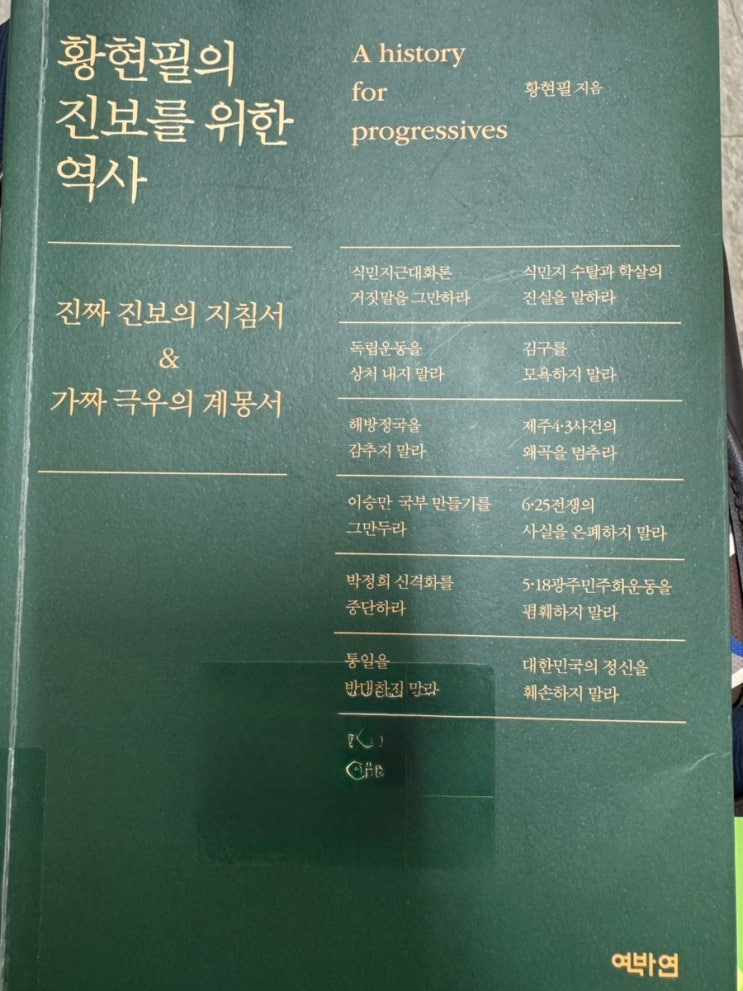 황현필의
진보를 위한
역사
A history
for
progressives
황현필 지음
진짜 진보의 지침서
&
가짜 극우의 계몽서
식민지근대화론
거짓말을 그만하라
식민지 수탈과 학살의
진실을 말하라
독립운동을
상처 내지 말라
김구를
모욕하지 말라
해방정국을
감추지 말라
제주4·3사건의
왜곡을 멈추라
이승만 국부 만들기를
그만두라
6·25전쟁의
사실을 은폐하지 말라
박정희 신격화를
중단하라
5·18광주민주화운동을
폄훼하지 말라
통일을
반대하지 말라
대한민국의 정신을
훼손하지 말라
역바연